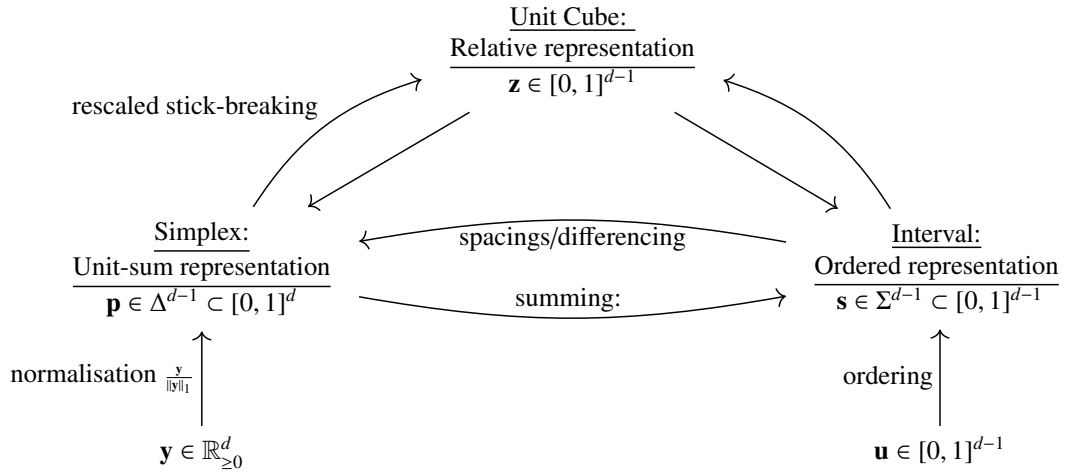 Unit Cube:
Relative representation
z ∈ [0, 1]^{d−1}
rescaled stick-breaking
Simplex:
Unit-sum representation
p ∈ Δ^{d−1} ⊂ [0, 1]^d
spacings/differencing
summing:
Interval:
Ordered representation
s ∈ Σ^{d−1} ⊂ [0, 1]^{d−1}
normalisation y/‖y‖₁
ordering
y ∈ ℝ^d_{≥0}
u ∈ [0, 1]^{d−1}